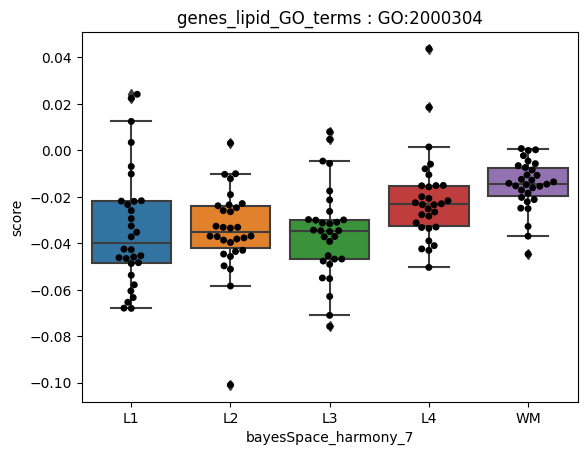 genes_lipid_GO_terms : GO:2000304
0.04
0.02
0.00
−0.02
−0.04
−0.06
−0.08
−0.10
score
L1 L2 L3 L4 WM
bayesSpace_harmony_7